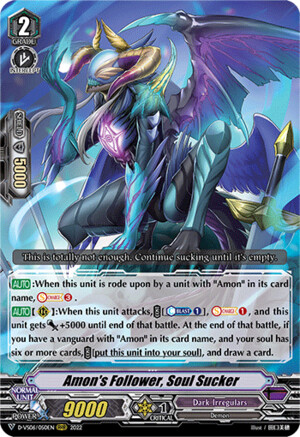 2
GRADE
INTERCEPT
5000
This is totally not enough. Continue sucking until it's empty.
AUTO:When this unit is rode upon by a unit with "Amon" in its card
name, 3.
AUTO 1:When this unit attacks, [ BLAST 1], and this
unit gets +5000 until end of that battle. At the end of that battle, if
you have a vanguard with "Amon" in its card name, and your soul has
six or more cards, [put this unit into your soul], and draw a card.
Amon's Follower, Soul Sucker
NORMAL
UNIT
Dark Irregulars
Demon
D-VS06/050EN RRR 2022
POWER
9000
1
CRITICAL
Illust /